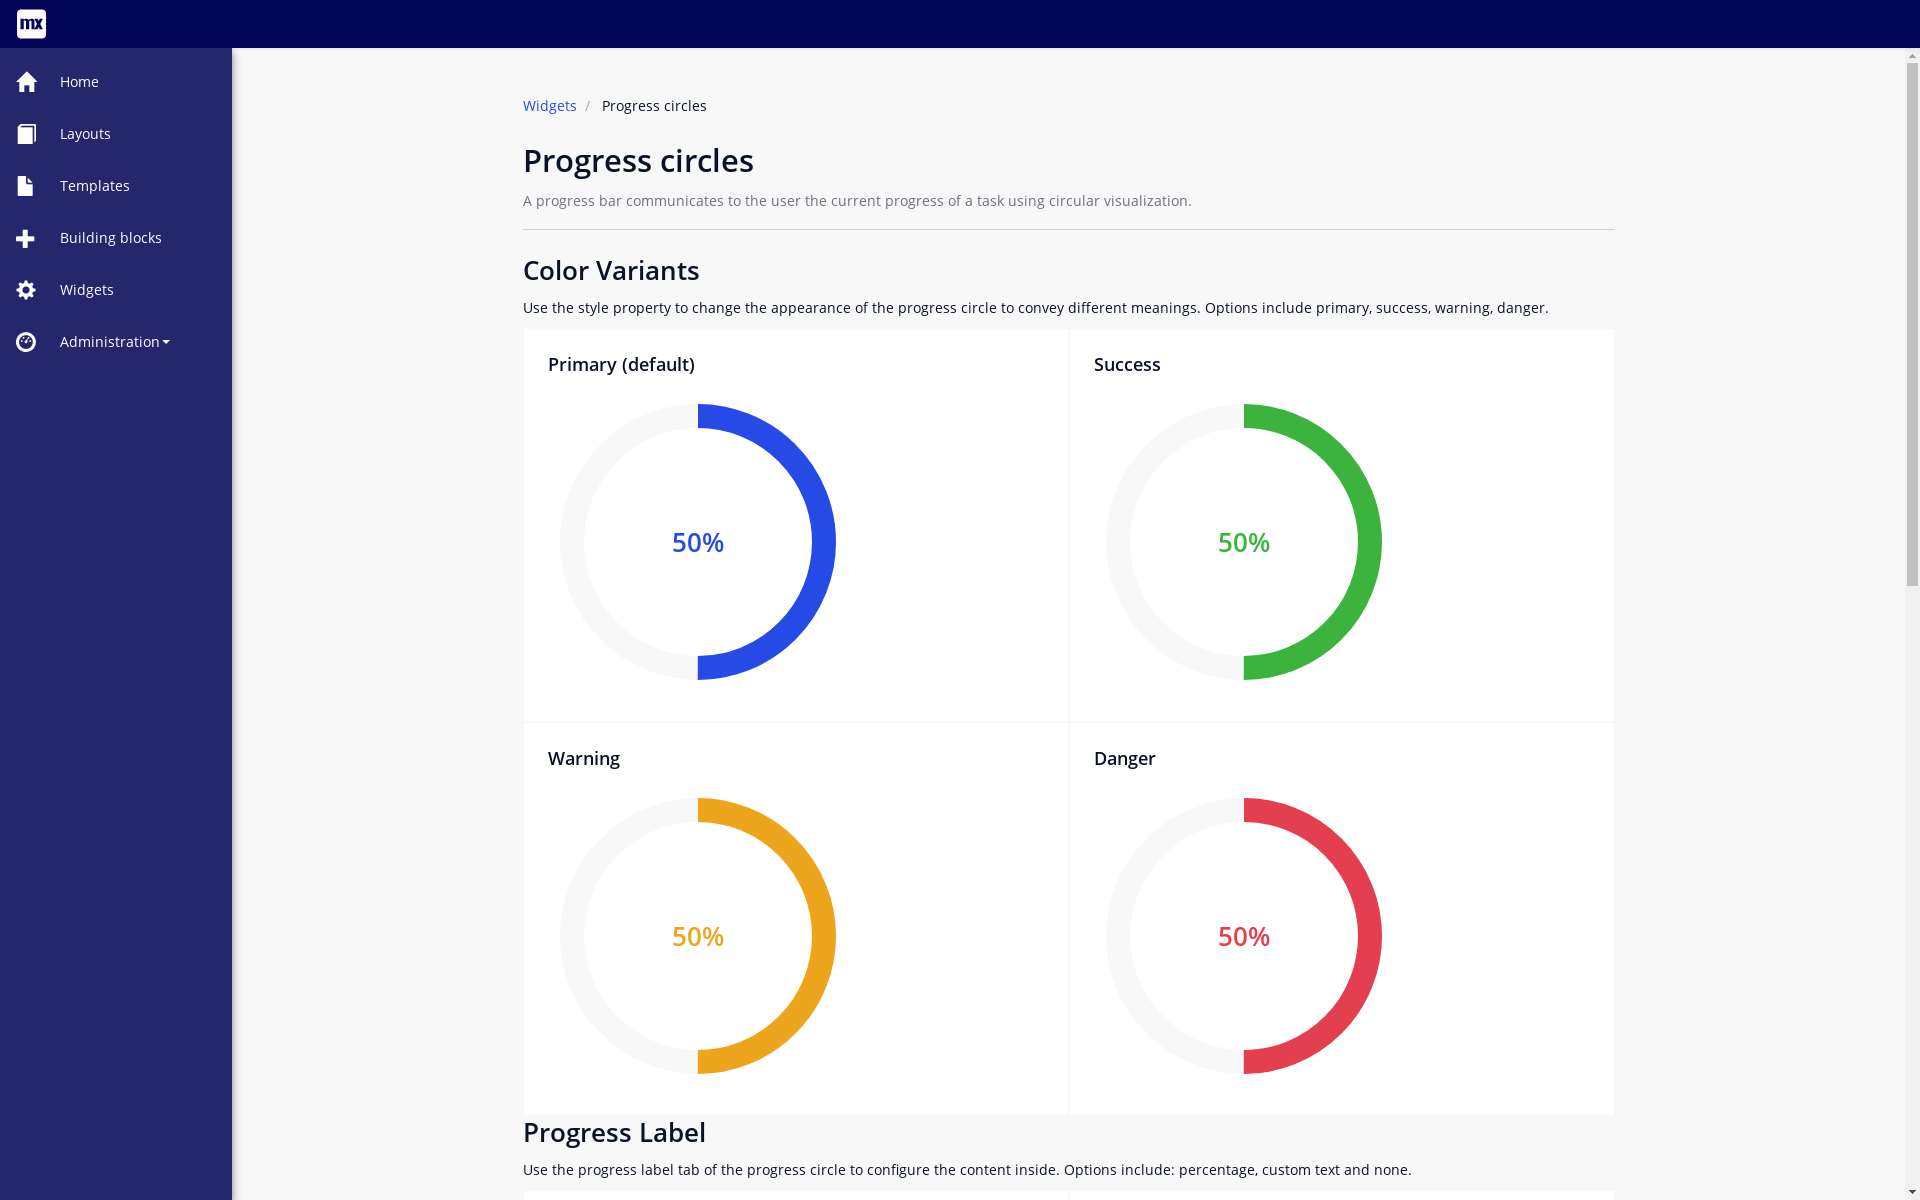 mx
Home
Layouts
Templates
Building blocks
Widgets
Administration
Widgets / Progress circles
Progress circles
A progress bar communicates to the user the current progress of a task using circular visualization.
Color Variants
Use the style property to change the appearance of the progress circle to convey different meanings. Options include primary, success, warning, danger.
Primary (default)
50%
Success
50%
Warning
50%
Danger
50%
Progress Label
Use the progress label tab of the progress circle to configure the content inside. Options include: percentage, custom text and none.